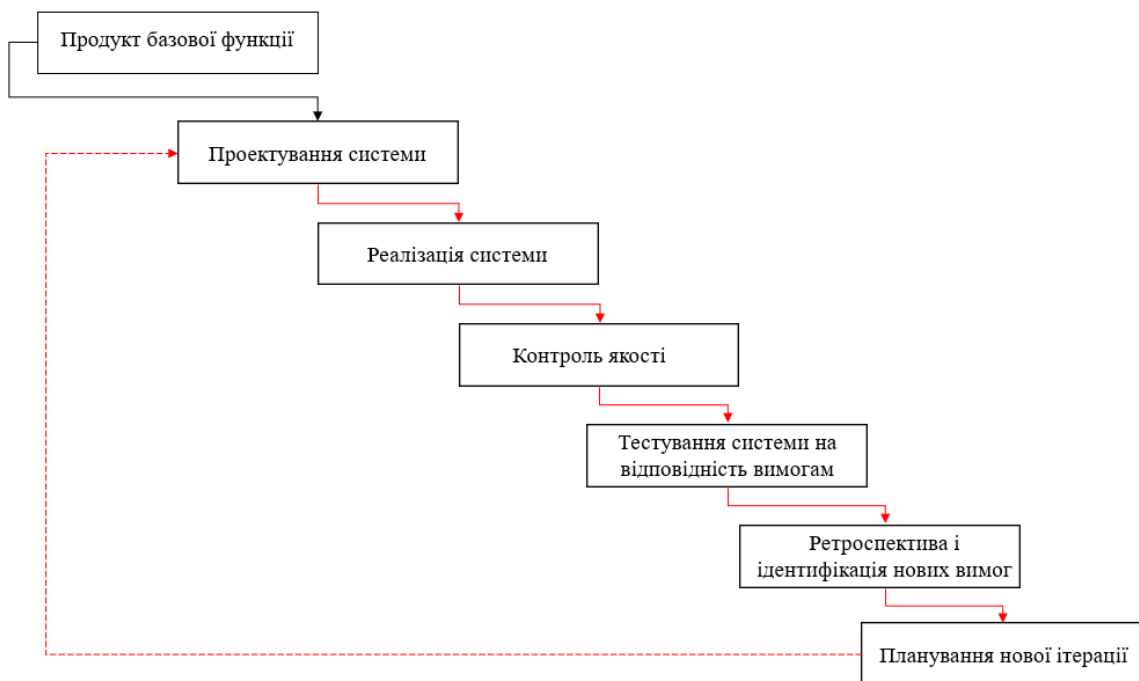 Продукт базової функції
Проектування системи
Реалізація системи
Контроль якості
Тестування системи на
відповідність вимогам
Ретроспектива і
ідентифікація нових вимог
Планування нової ітерації